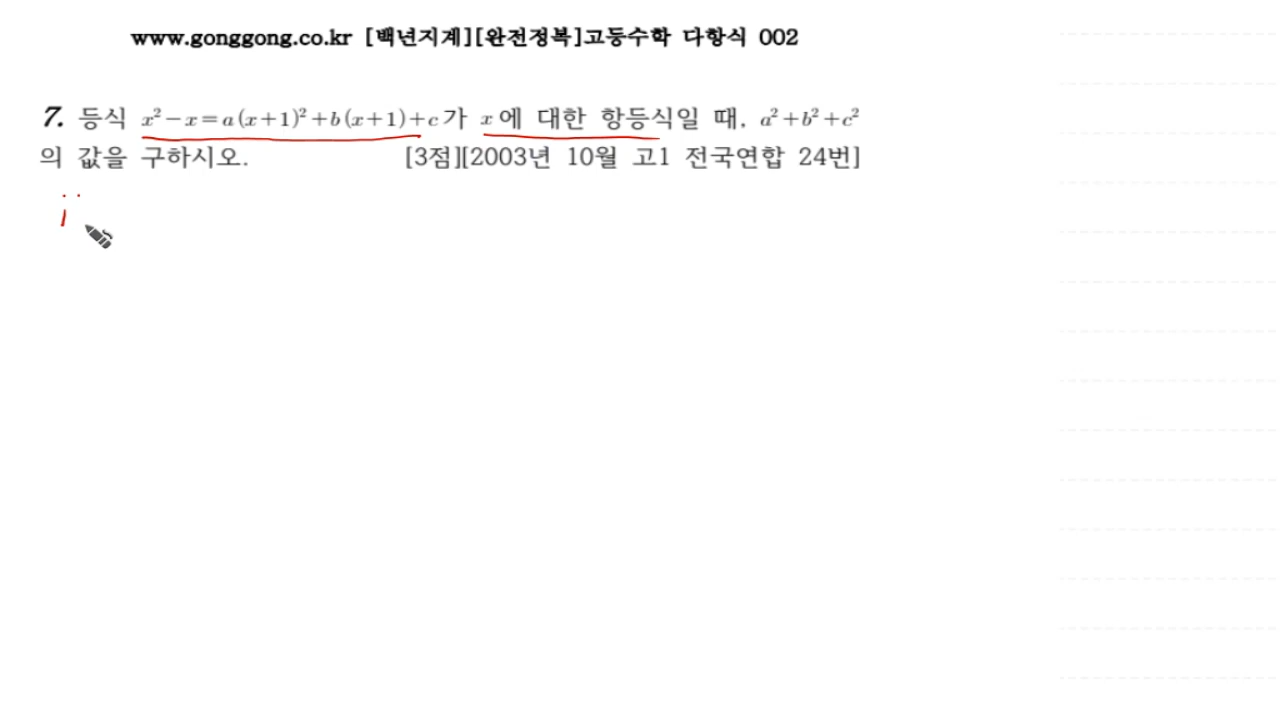 www.gonggong.co.kr [백년지계][완전정복]고등수학 다항식 002
7. 등식 x²−x=a(x+1)²+b(x+1)+c가 x에 대한 항등식일 때, a²+b²+c²
의 값을 구하시오. [3점][2003년 10월 고1 전국연합 24번]